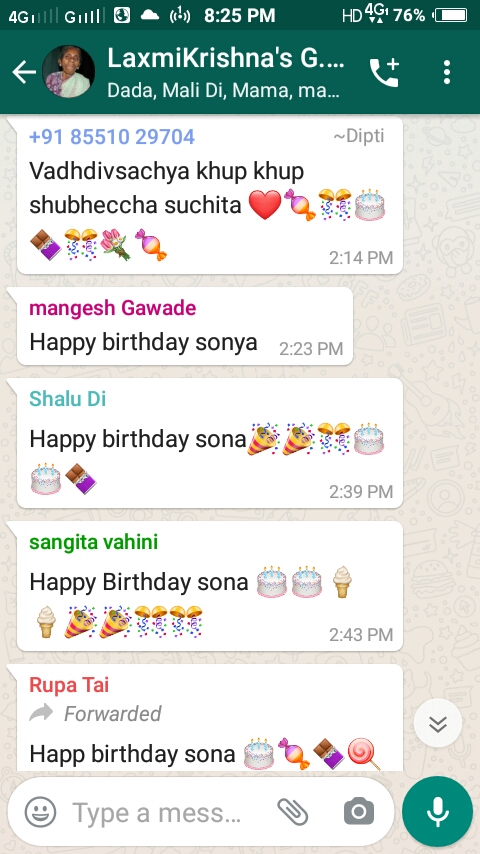 4G G 8:25 PM HD 4G 76%
LaxmiKrishna's G....
Dada, Mali Di, Mama, ma...
+91 85510 29704 ~Dipti
Vadhdivsachya khup khup
shubheccha suchita ❤️🍬🎊🎂
🍫🎊💐🍬
2:14 PM
mangesh Gawade
Happy birthday sonya 2:23 PM
Shalu Di
Happy birthday sona🎉🎉🎊🎂
🎂🍫
2:39 PM
sangita vahini
Happy Birthday sona 🎂🎂🍦
🍦🎉🎉🎊🎊
2:43 PM
Rupa Tai
Forwarded
Happ birthday sona 🎂🍬🍫🍭
Type a mess...